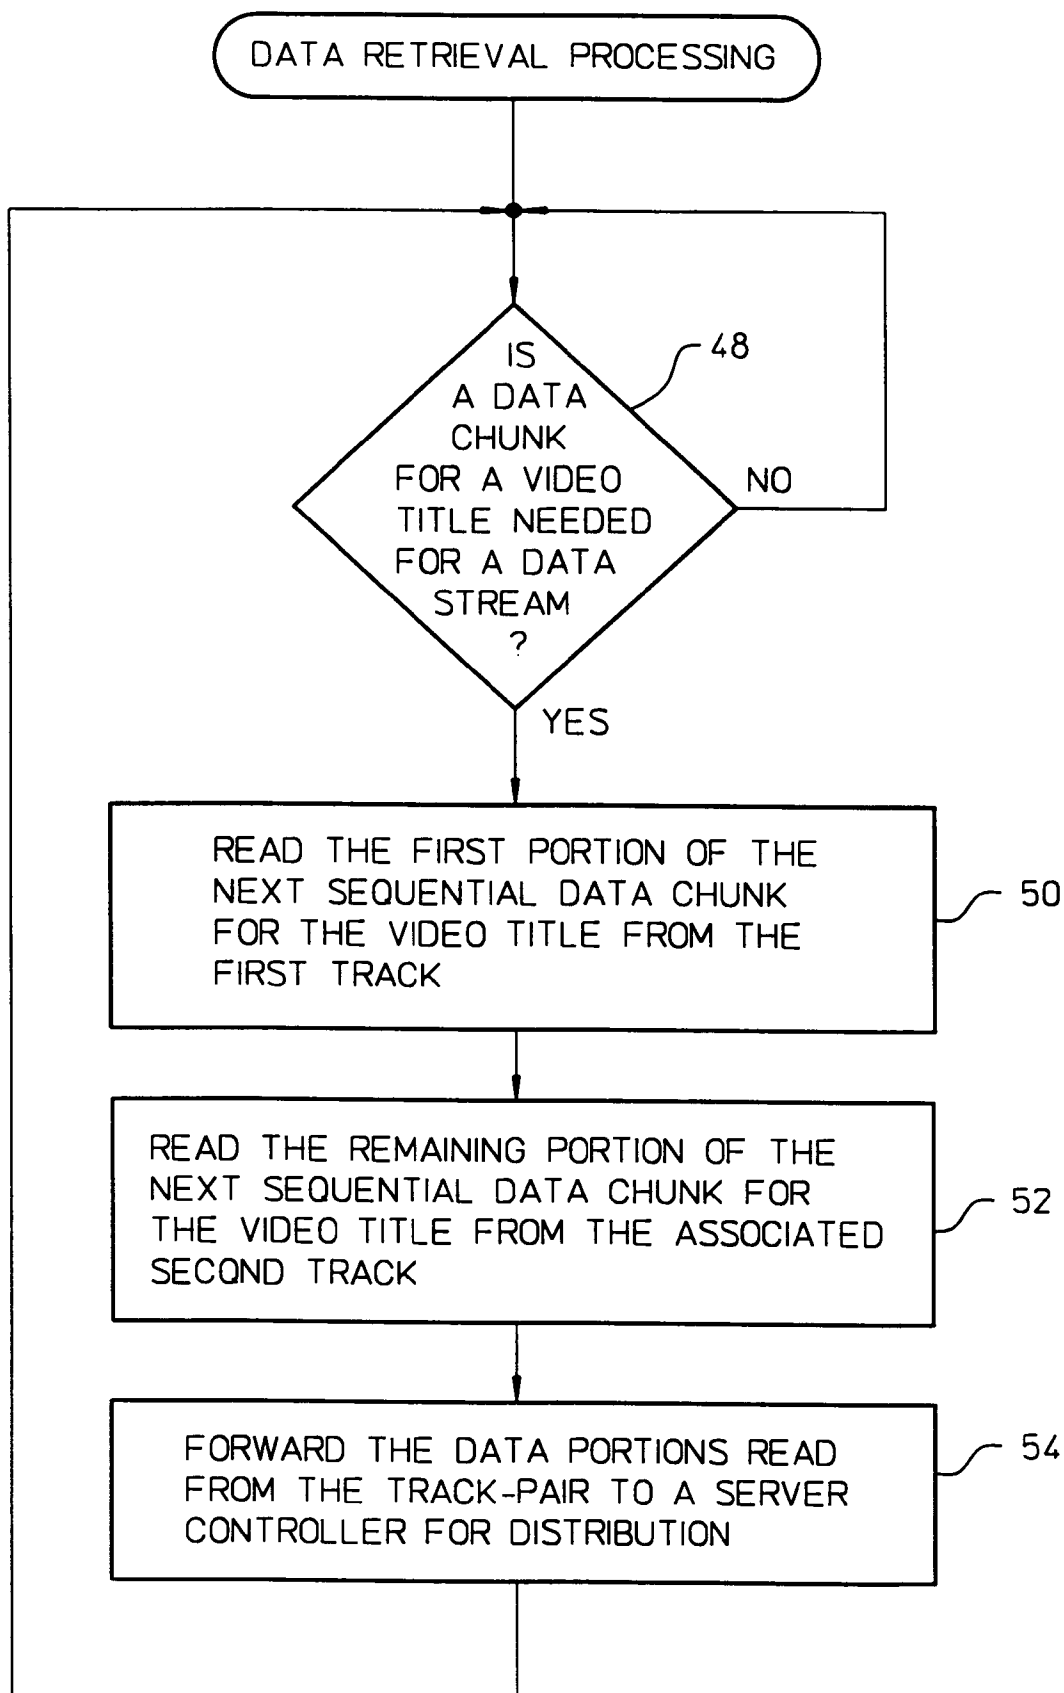 DATA RETRIEVAL PROCESSING
IS
A DATA
CHUNK
FOR A VIDEO
TITLE NEEDED
FOR A DATA
STREAM
?
48
NO
YES
READ THE FIRST PORTION OF THE
NEXT SEQUENTIAL DATA CHUNK
FOR THE VIDEO TITLE FROM THE
FIRST TRACK
50
READ THE REMAINING PORTION OF THE
NEXT SEQUENTIAL DATA CHUNK FOR
THE VIDEO TITLE FROM THE ASSOCIATED
SECOND TRACK
52
FORWARD THE DATA PORTIONS READ
FROM THE TRACK-PAIR TO A SERVER
CONTROLLER FOR DISTRIBUTION
54